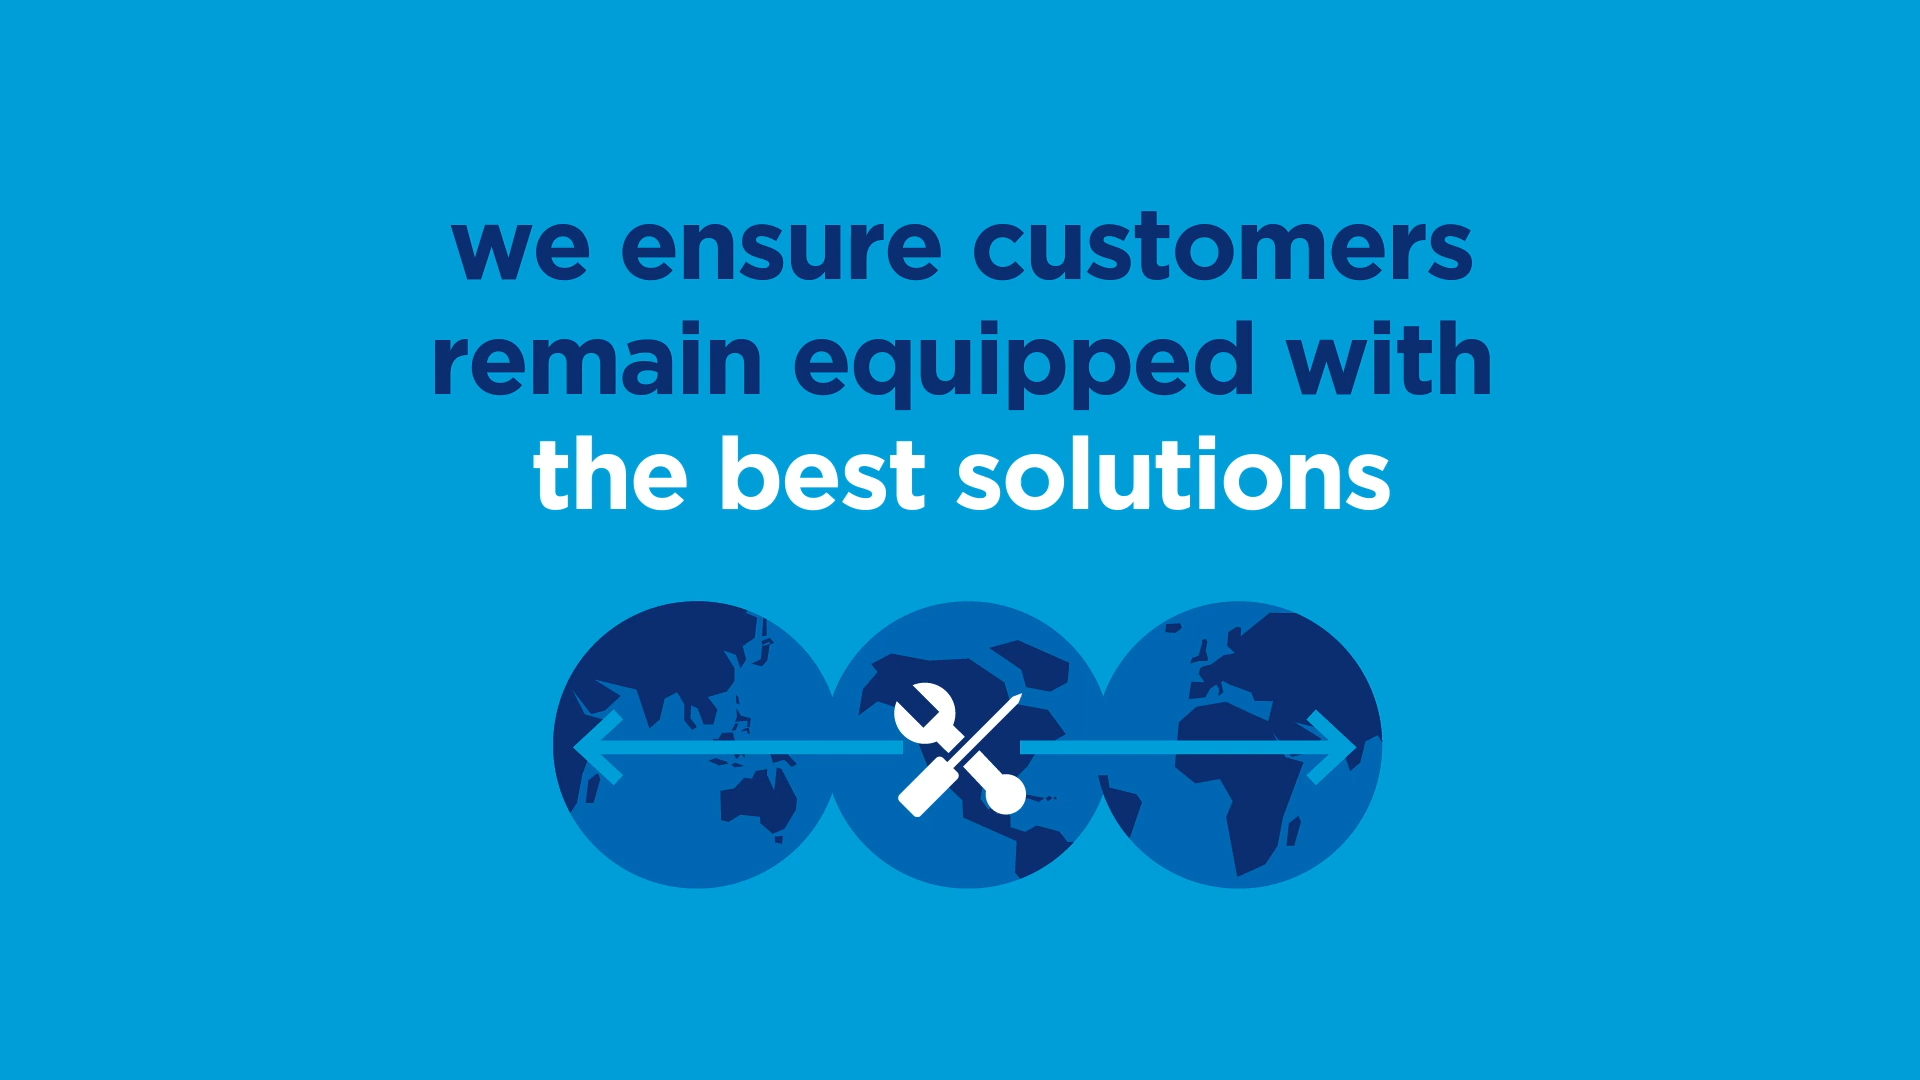 we ensure customers
remain equipped with
the best solutions